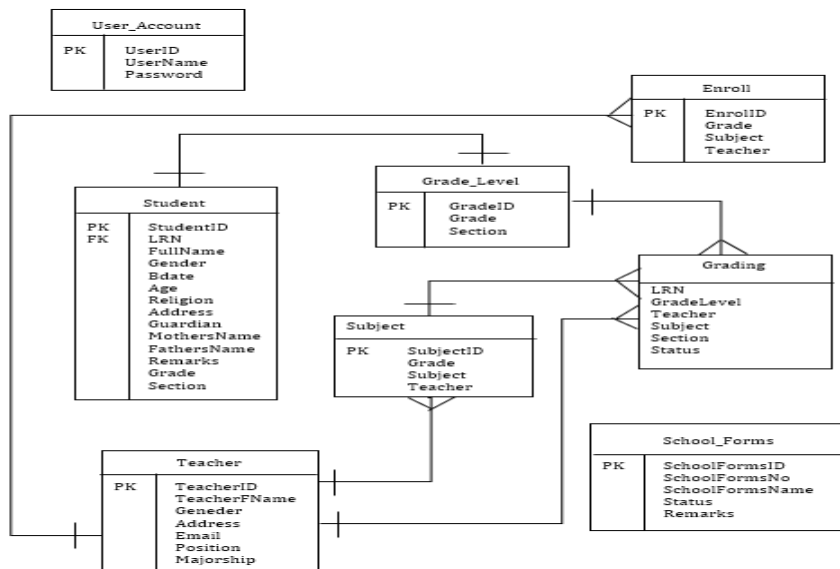 User_Account
PK UserID
UserName
Password
Enroll
PK EnrolID
Grade
Subject
Teacher
Student
PK StudentID
FK LRN
FullName
Gender
Bdate
Age
Religion
Address
Guardian
MothersName
FathersName
Remarks
Grade
Section
Grade_Level
PK GradeID
Grade
Section
Grading
LRN
GradeLevel
Teacher
Subject
Section
Status
Subject
PK SubjectID
Grade
Subject
Teacher
Teacher
PK TeacherID
TeacherFName
Geneder
Address
Email
Position
Majorship
School_Forms
PK SchoolFormsID
SchoolFormsNo
SchoolFormsName
Status
Remarks